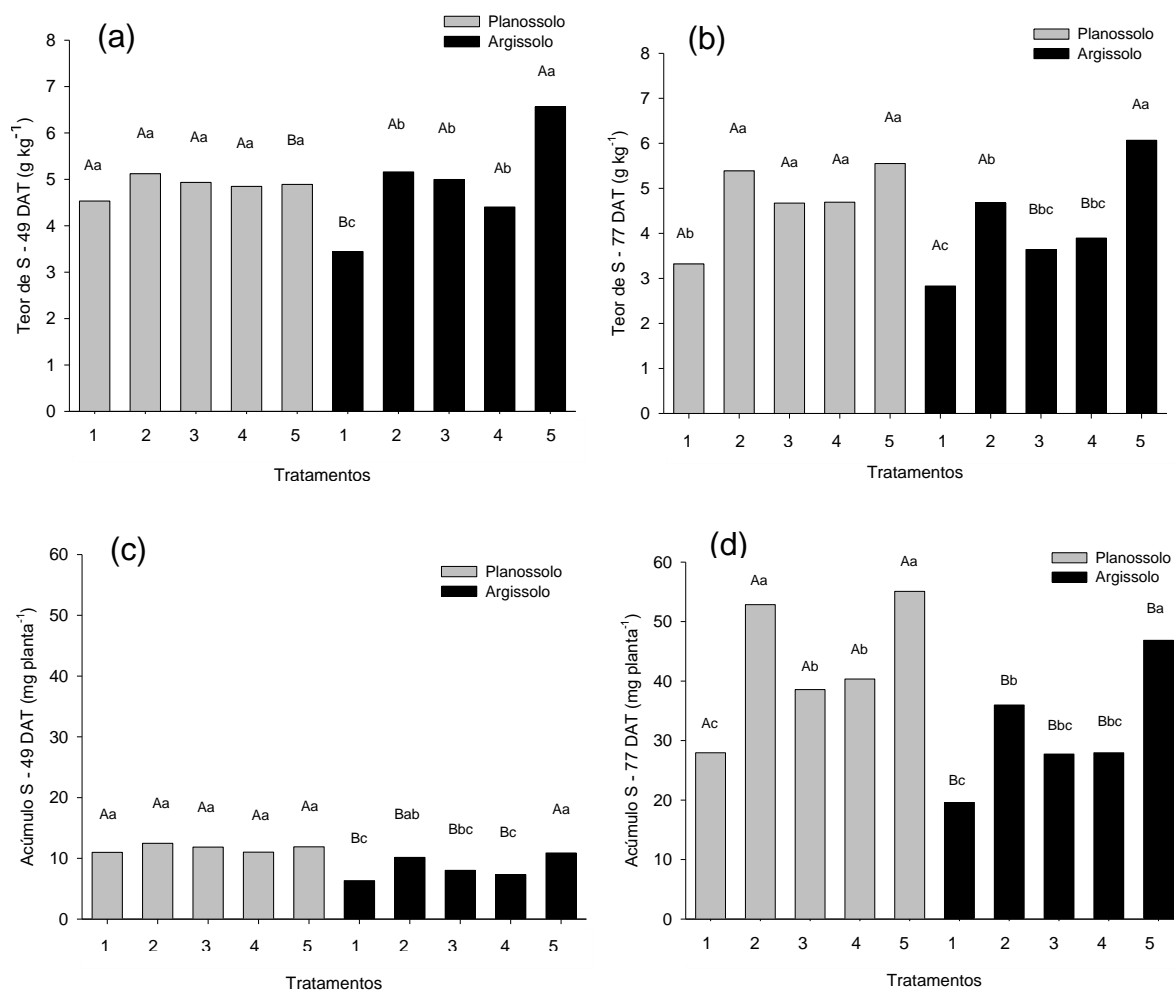 (a)
Planossolo
Argissolo
Teor de S - 49 DAT (g kg⁻¹)
8
7
6
5
4
3
2
1
0
Aa
Aa
Aa
Aa
Ba
Bc
Ab
Ab
Ab
Aa
1 2 3 4 5 1 2 3 4 5
Tratamentos
(b)
Planossolo
Argissolo
Teor de S - 77 DAT (g kg⁻¹)
8
7
6
5
4
3
2
1
0
Ab
Aa
Aa
Aa
Aa
Ac
Ab
Bbc
Bbc
Aa
1 2 3 4 5 1 2 3 4 5
Tratamentos
(c)
Planossolo
Argissolo
Acúmulo S - 49 DAT (mg planta⁻¹)
60
50
40
30
20
10
0
Aa
Aa
Aa
Aa
Aa
Bc
Bab
Bbc
Bc
Aa
1 2 3 4 5 1 2 3 4 5
Tratamentos
(d)
Planossolo
Argissolo
Acúmulo S - 77 DAT (mg planta⁻¹)
60
50
40
30
20
10
0
Ac
Aa
Ab
Ab
Aa
Bc
Bb
Bbc
Bbc
Ba
1 2 3 4 5 1 2 3 4 5
Tratamentos